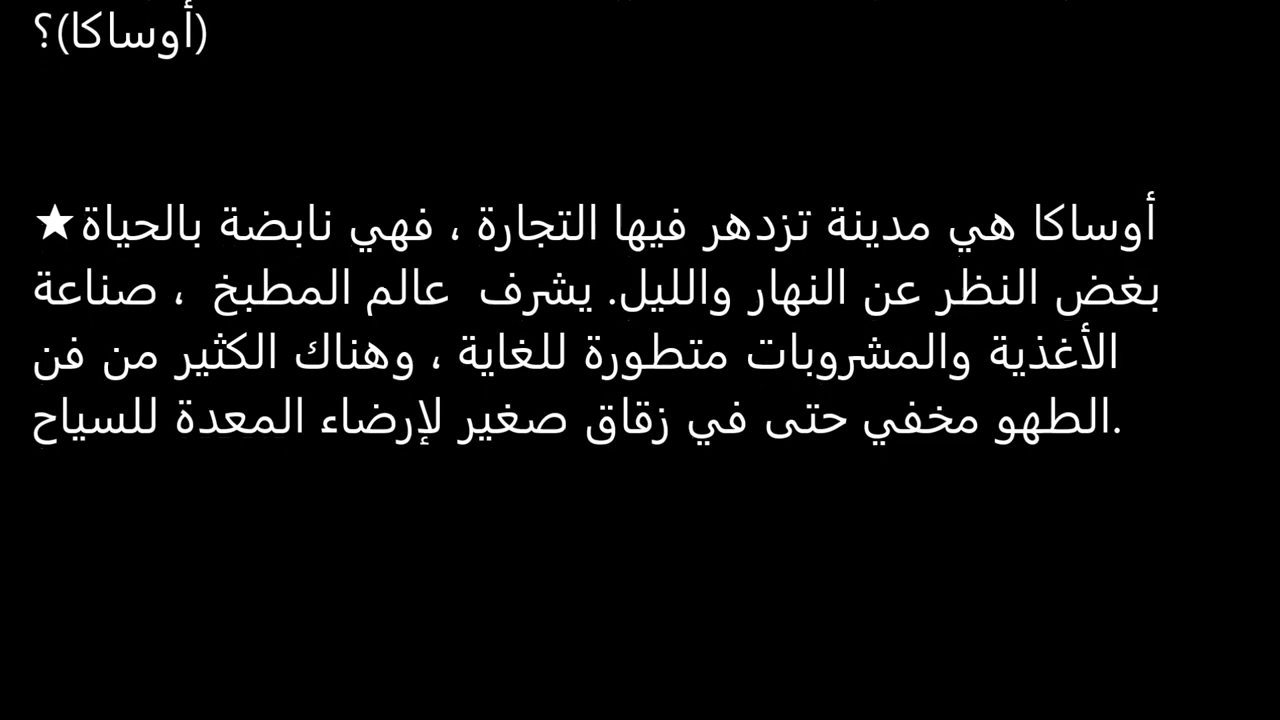 (أوساكا)؟
★أوساكا هي مدينة تزدهر فيها التجارة ، فهي نابضة بالحياة
بغض النظر عن النهار والليل. يشرف  عالم المطبخ  ، صناعة
الأغذية والمشروبات متطورة للغاية ، وهناك الكثير من فن
الطهو مخفي حتى في زقاق صغير لإرضاء المعدة للسياح.